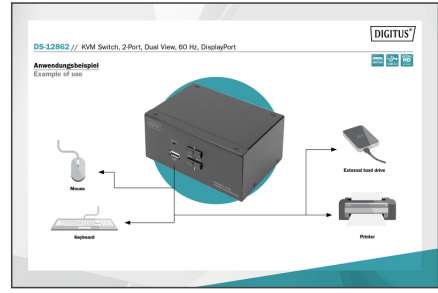 DIGITUS®
DS-12862 // KVM Switch, 2-Port, Dual View, 60 Hz, DisplayPort
Anwendungsbeispiel
Example of use
DIGITUS
Mouse
External hard drive
Keyboard
Printer